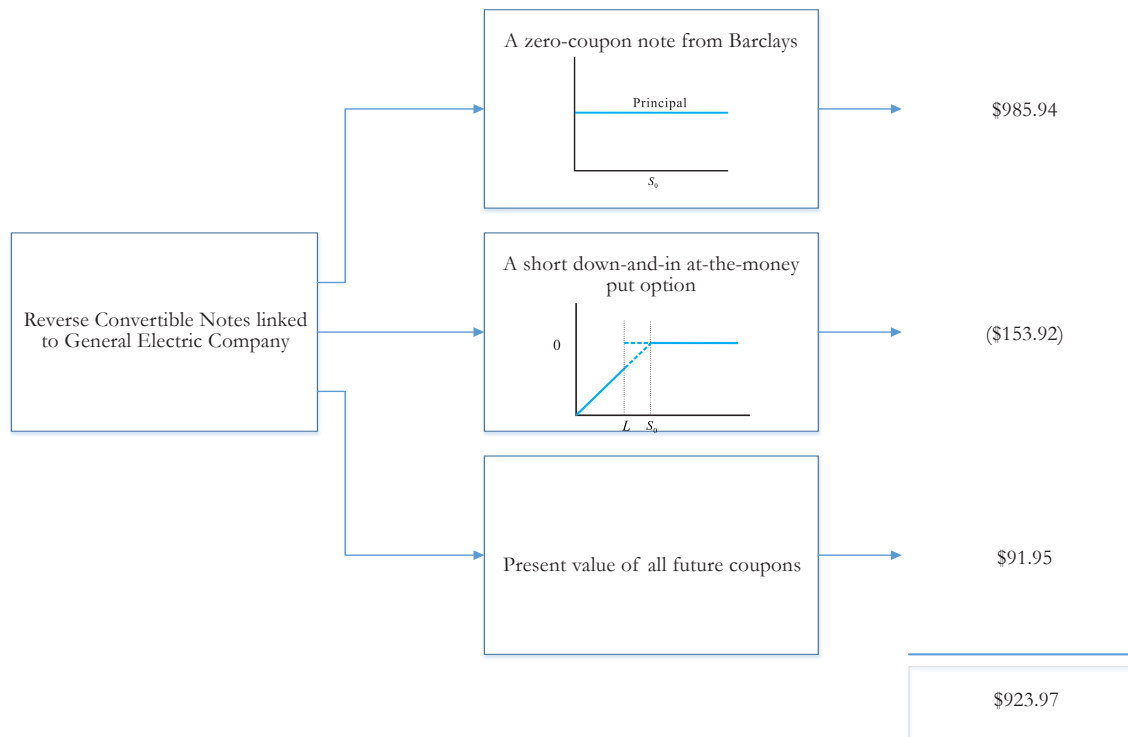 A zero-coupon note from Barclays
Principal
S₀
$985.94
Reverse Convertible Notes linked
to General Electric Company
A short down-and-in at-the-money
put option
0
L S₀
($153.92)
Present value of all future coupons
$91.95
$923.97